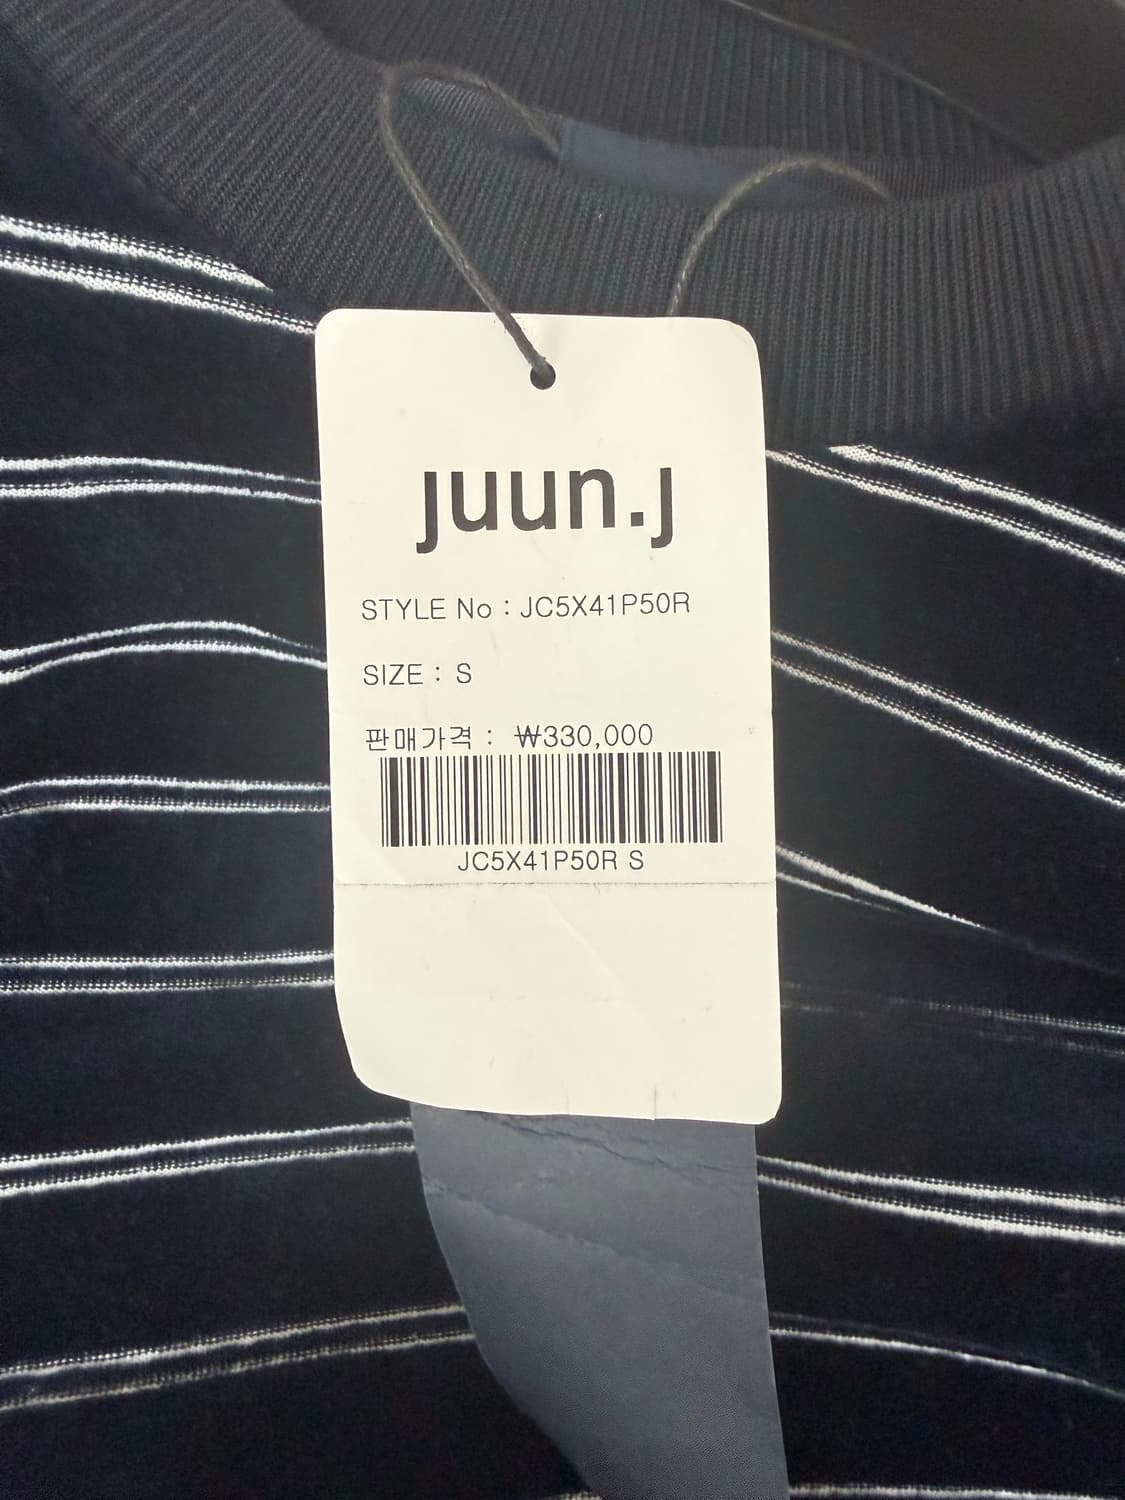 juun.j
STYLE No : JC5X41P50R
SIZE : S
판매가격 : ₩330,000
JC5X41P50R S